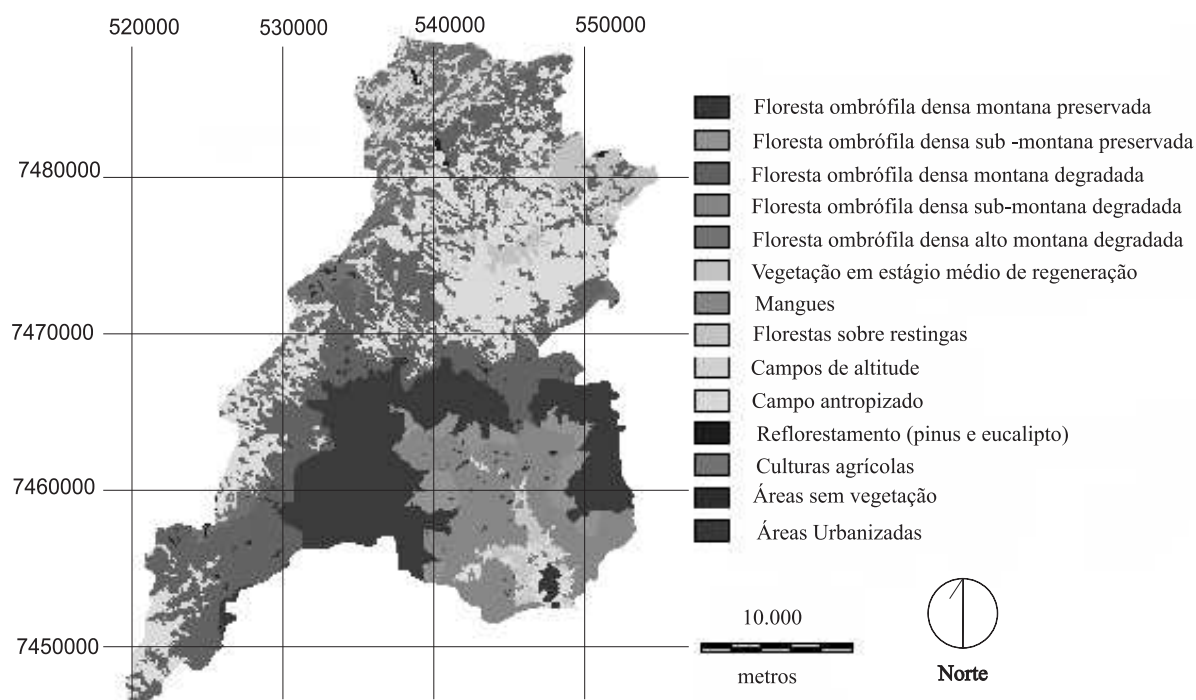 520000 530000 540000 550000
7480000
7470000
7460000
7450000
Floresta ombrófila densa montana preservada
Floresta ombrófila densa sub -montana preservada
Floresta ombrófila densa montana degradada
Floresta ombrófila densa sub-montana degradada
Floresta ombrófila densa alto montana degradada
Vegetação em estágio médio de regeneração
Mangues
Florestas sobre restingas
Campos de altitude
Campo antropizado
Reflorestamento (pinus e eucalipto)
Culturas agrícolas
Áreas sem vegetação
Áreas Urbanizadas
10.000
metros
Norte